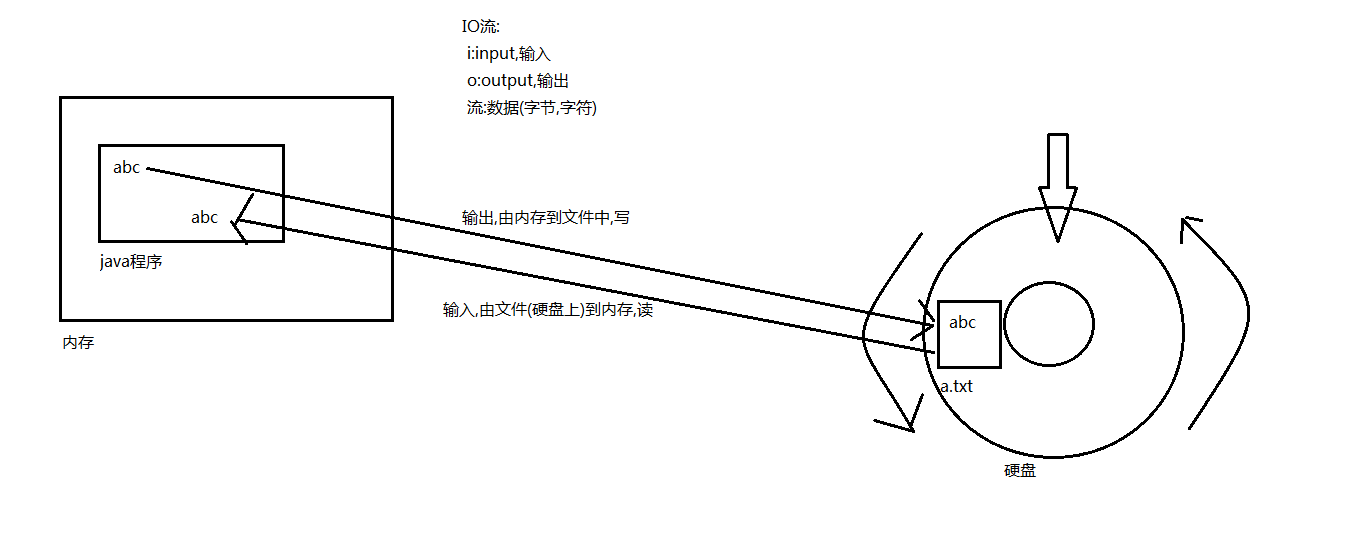 IO流:
i:input,输入
o:output,输出
流:数据(字节,字符)
abc
abc
java程序
内存
输出,由内存到文件中,写
输入,由文件(硬盘上)到内存,读
abc
a.txt
硬盘